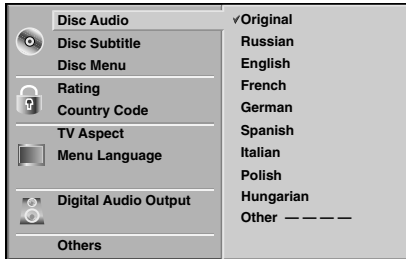 Disc Audio
Disc Subtitle
Disc Menu
Rating
Country Code
TV Aspect
Menu Language
Digital Audio Output
Others
✓Original
Russian
English
French
German
Spanish
Italian
Polish
Hungarian
Other — — — —